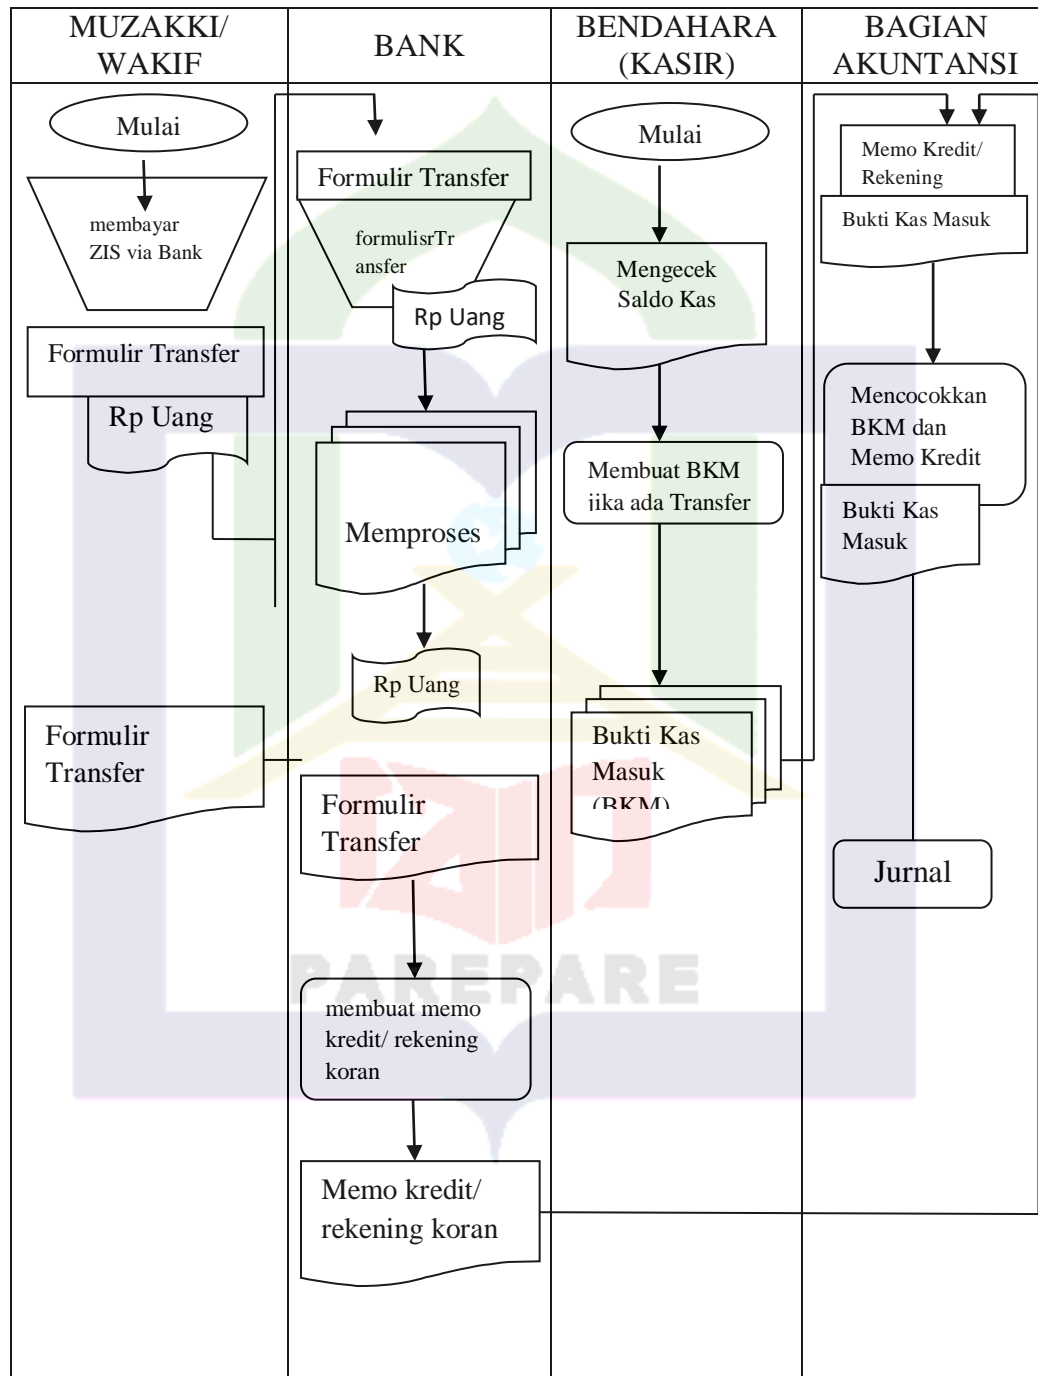 MUZAKKI/
WAKIF
BANK
BENDAHARA
(KASIR)
BAGIAN
AKUNTANSI
Mulai
membayar
ZIS via Bank
Formulir Transfer
Rp Uang
Formulir
Transfer
Formulir Transfer
formulisrTr
ansfer
Rp Uang
Memproses
Rp Uang
Formulir
Transfer
membuat memo
kredit/ rekening
koran
Memo kredit/
rekening koran
Mulai
Mengecek
Saldo Kas
Membuat BKM
jika ada Transfer
Bukti Kas
Masuk
(BKM)
Memo Kredit/
Rekening
Bukti Kas Masuk
Mencocokkan
BKM dan
Memo Kredit
Bukti Kas
Masuk
Jurnal
PAREPARE